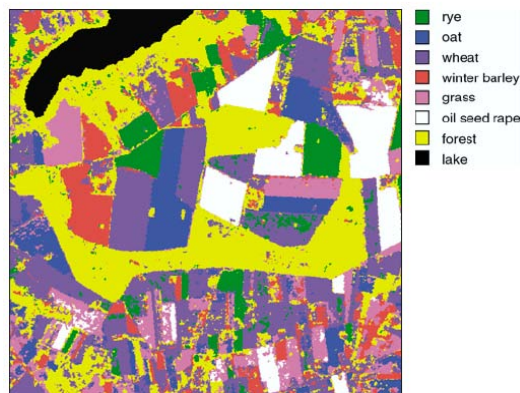 rye
oat
wheat
winter barley
grass
oil seed rape
forest
lake